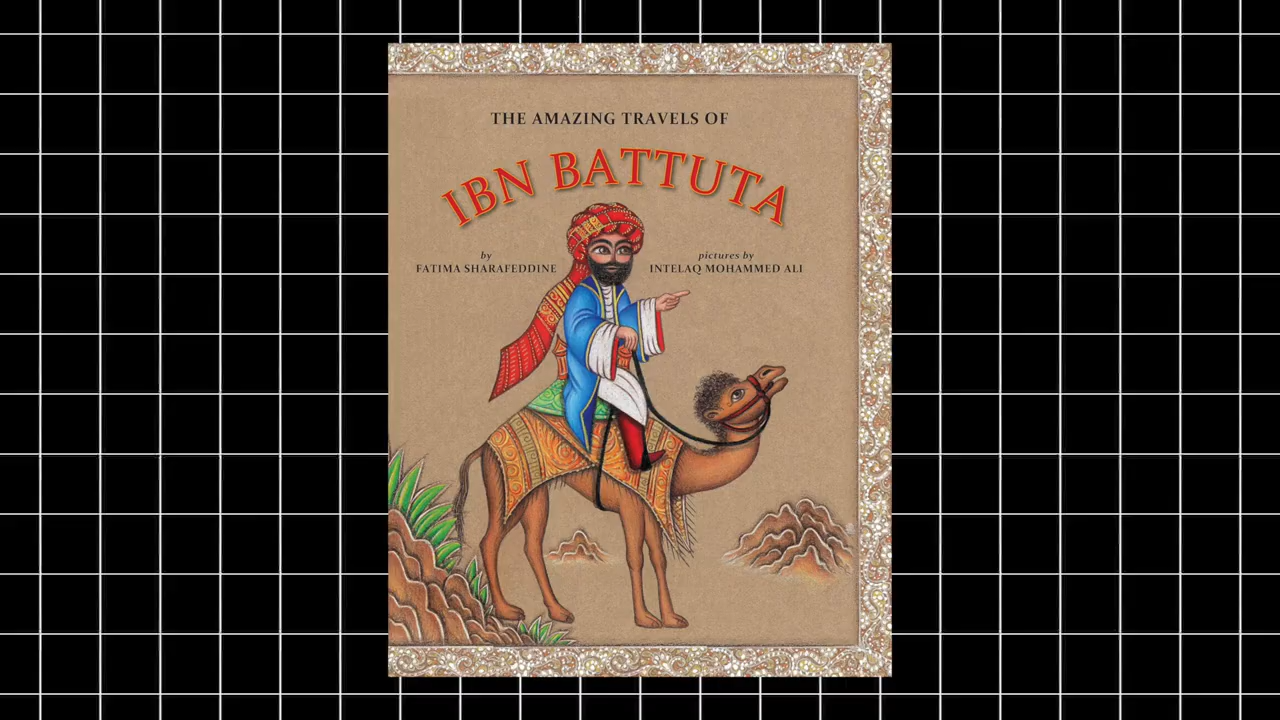 THE AMAZING TRAVELS OF
IBN BATTUTA
by
FATIMA SHARAFEDDINE
pictures by
INTELAQ MOHAMMED ALI